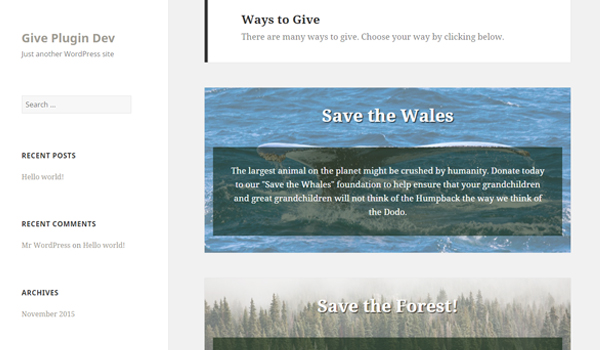 Give Plugin Dev
Just another WordPress site
Search ...
RECENT POSTS
Hello world!
RECENT COMMENTS
Mr WordPress on Hello world!
ARCHIVES
November 2015
Ways to Give
There are many ways to give. Choose your way by clicking below.
Save the Wales
The largest animal on the planet might be crushed by humanity. Donate today
to our "Save the Whales" foundation to help ensure that your grandchildren
and great grandchildren will not think of the Humpback the way we think of
the Dodo.
Save the Forest!